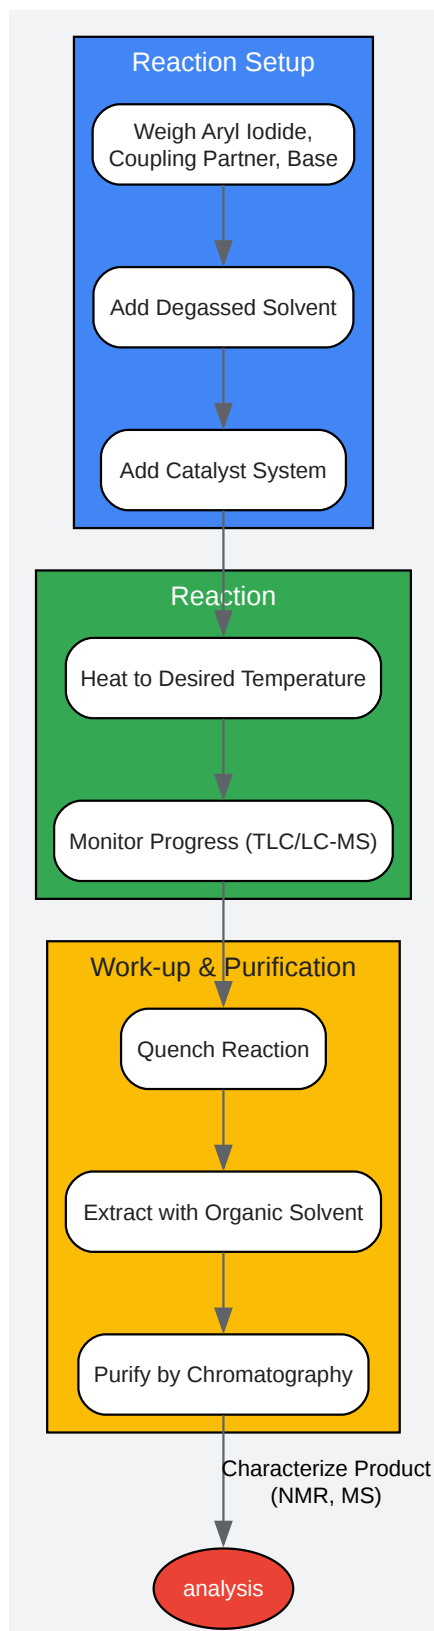 Reaction Setup
Weigh Aryl Iodide,
Coupling Partner, Base
Add Degassed Solvent
Add Catalyst System
Reaction
Heat to Desired Temperature
Monitor Progress (TLC/LC-MS)
Work-up & Purification
Quench Reaction
Extract with Organic Solvent
Purify by Chromatography
Characterize Product
(NMR, MS)
analysis